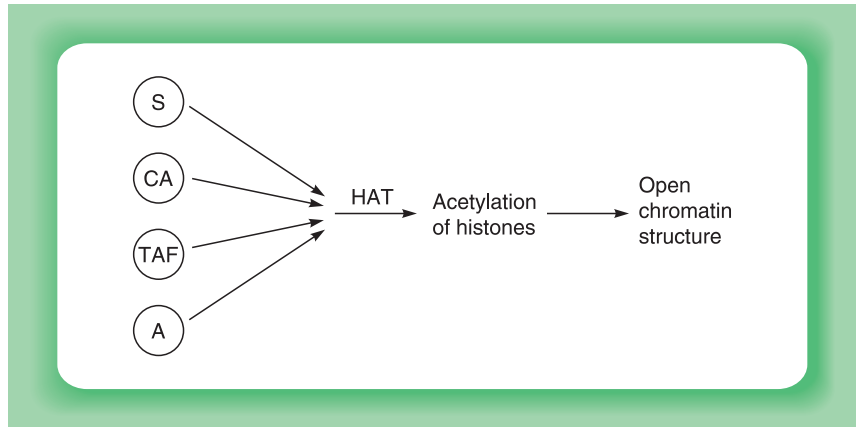 S
CA
TAF
A
HAT
Acetylation
of histones
Open
chromatin
structure